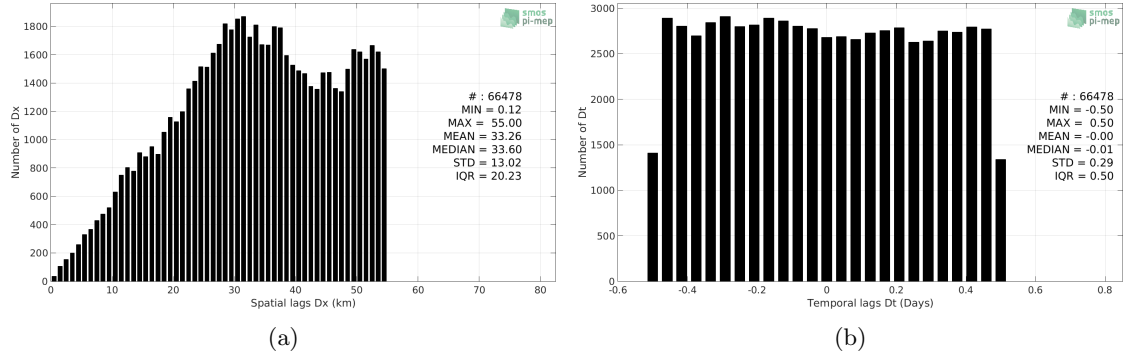 1800
1600
1400
1200
1000
800
600
400
200
0
Number of Dx
smos
pi-mep
# : 66478
MIN = 0.12
MAX = 55.00
MEAN = 33.26
MEDIAN = 33.60
STD = 13.02
IQR = 20.23
0 10 20 30 40 50 60 70 80
Spatial lags Dx (km)
(a)
3000
2500
2000
1500
1000
500
0
Number of Dt
smos
pi-mep
# : 66478
MIN = -0.50
MAX = 0.50
MEAN = -0.00
MEDIAN = -0.01
STD = 0.29
IQR = 0.50
-0.6 -0.4 -0.2 0 0.2 0.4 0.6 0.8
Temporal lags Dt (Days)
(b)